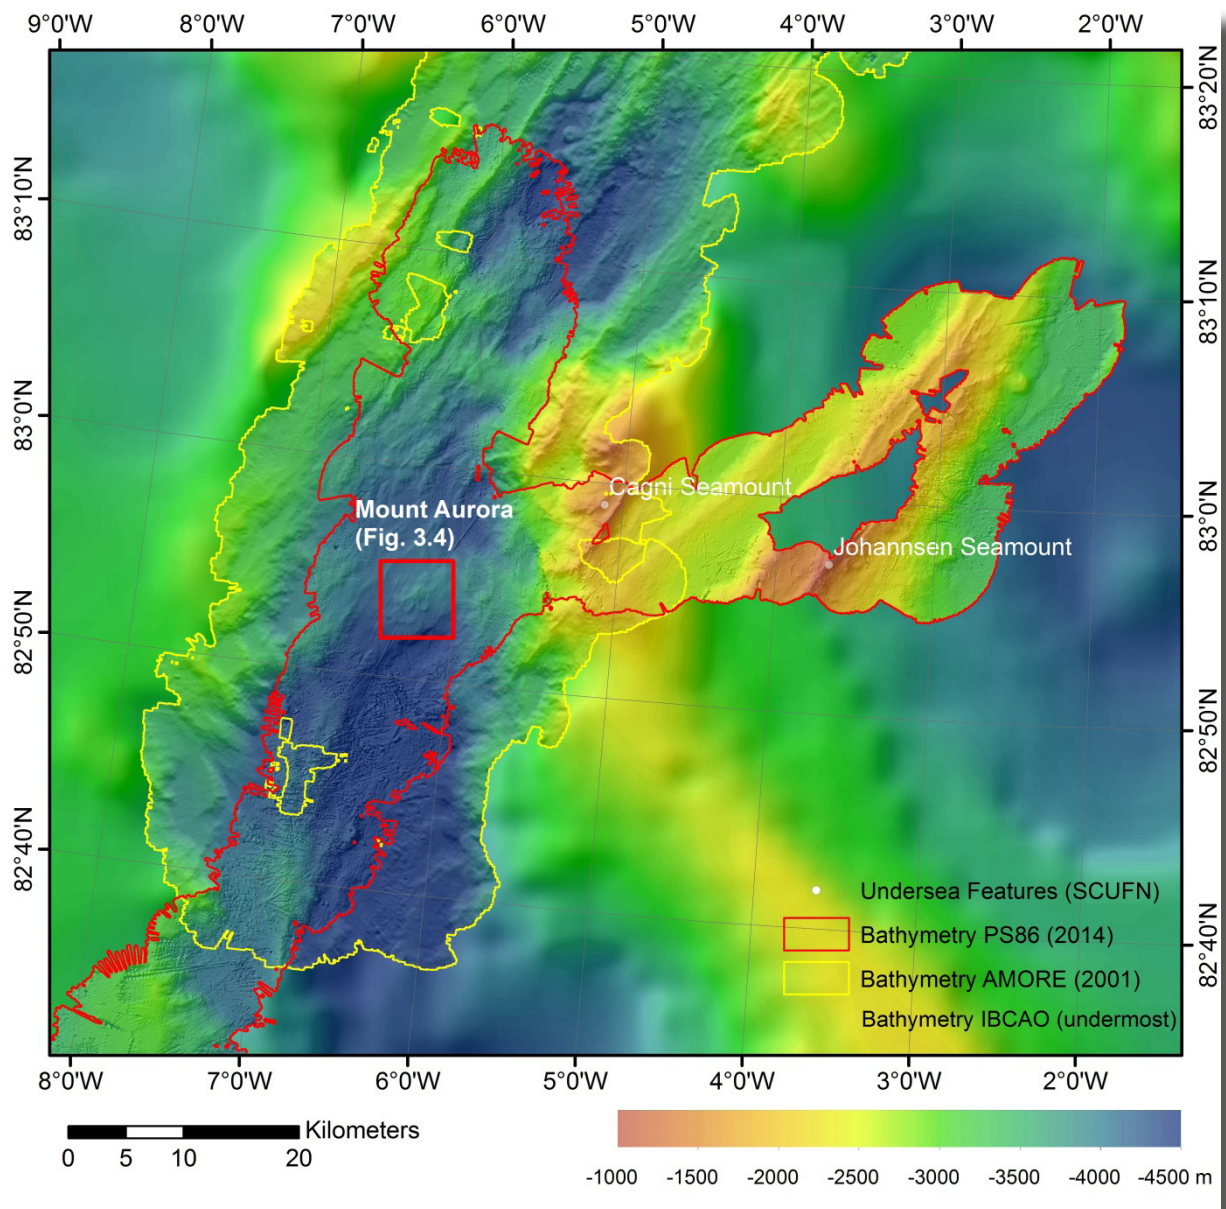 9°0'W 8°0'W 7°0'W 6°0'W 5°0'W 4°0'W 3°0'W 2°0'W
83°20'N
83°10'N
83°10'N
83°0'N
Cagni Seamount
Mount Aurora
(Fig. 3.4)
83°0'N
Johannsen Seamount
82°50'N
82°50'N
82°40'N
Undersea Features (SCUFN)
Bathymetry PS86 (2014)
82°40'N
Bathymetry AMORE (2001)
Bathymetry IBCAO (undermost)
8°0'W 7°0'W 6°0'W 5°0'W 4°0'W 3°0'W 2°0'W
Kilometers
0 5 10 20
-1000 -1500 -2000 -2500 -3000 -3500 -4000 -4500 m